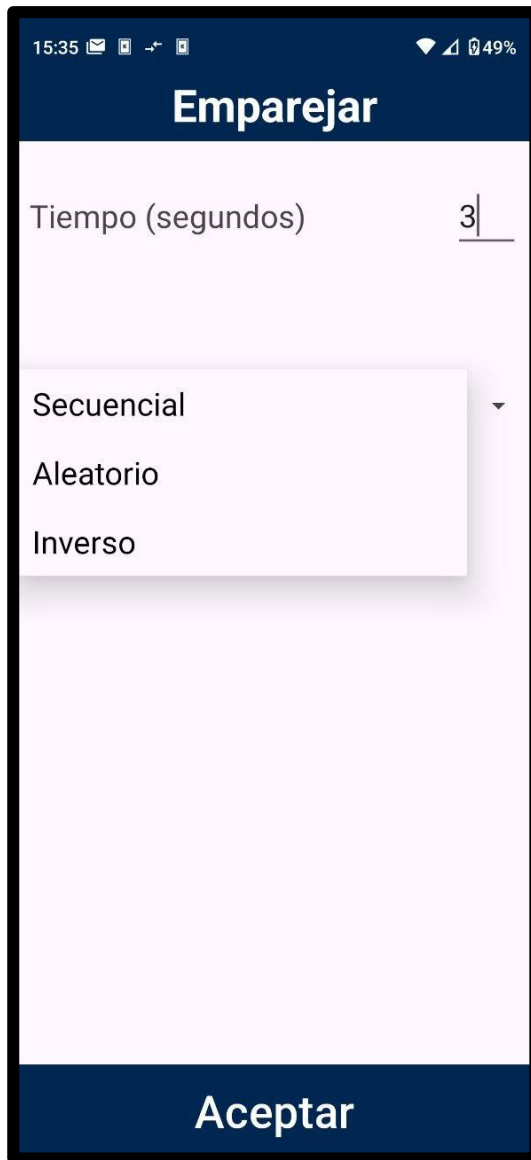 15:35 49%
Emparejar
Tiempo (segundos) 3
Secuencial
Aleatorio
Inverso
Aceptar